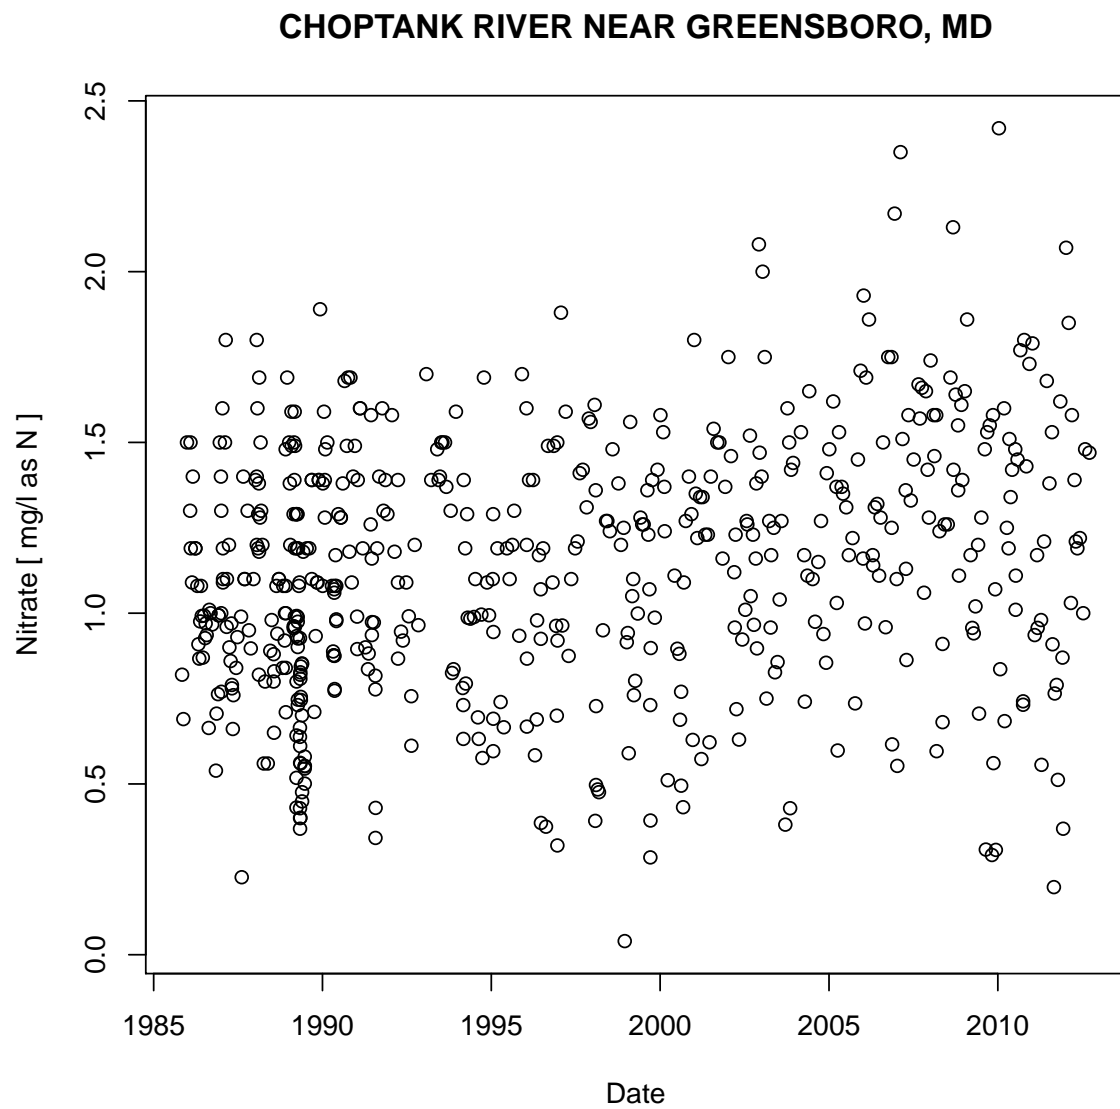 CHOPTANK RIVER NEAR GREENSBORO, MD
Nitrate [ mg/l as N ]
2.5
2.0
1.5
1.0
0.5
0.0
1985 1990 1995 2000 2005 2010
Date